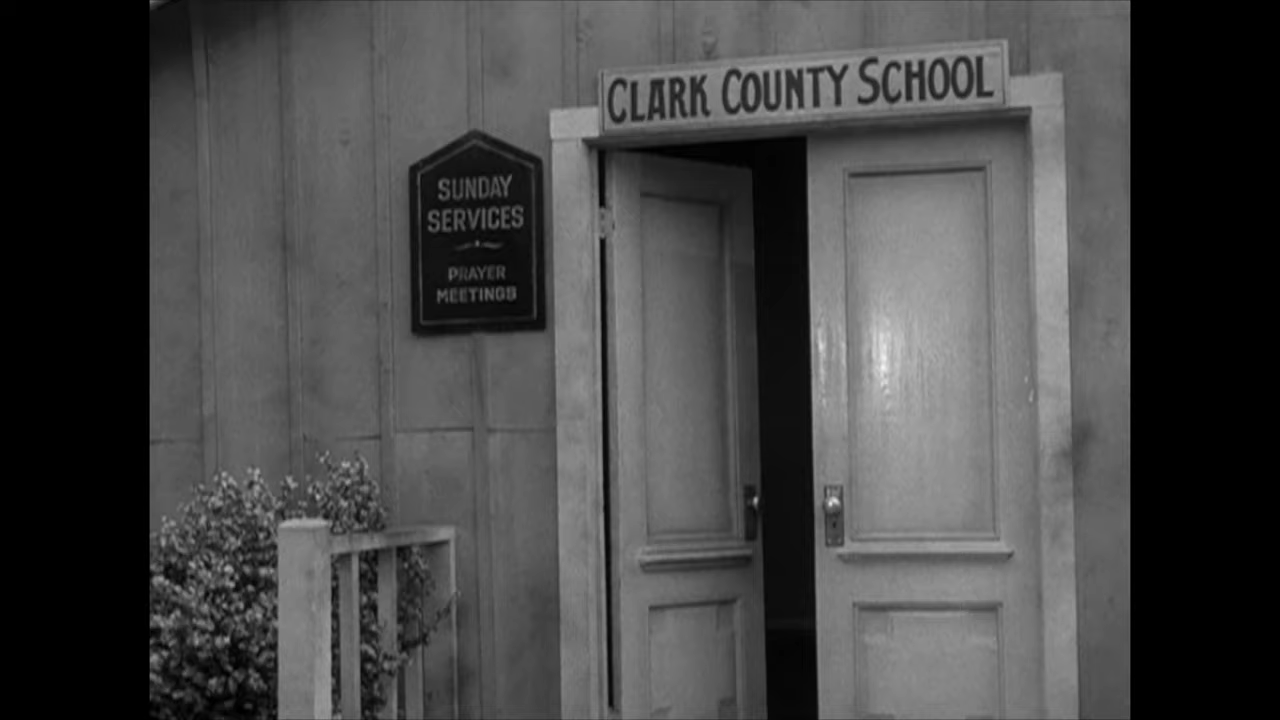 CLARK COUNTY SCHOOL
SUNDAY
SERVICES
PRAYER
MEETINGS